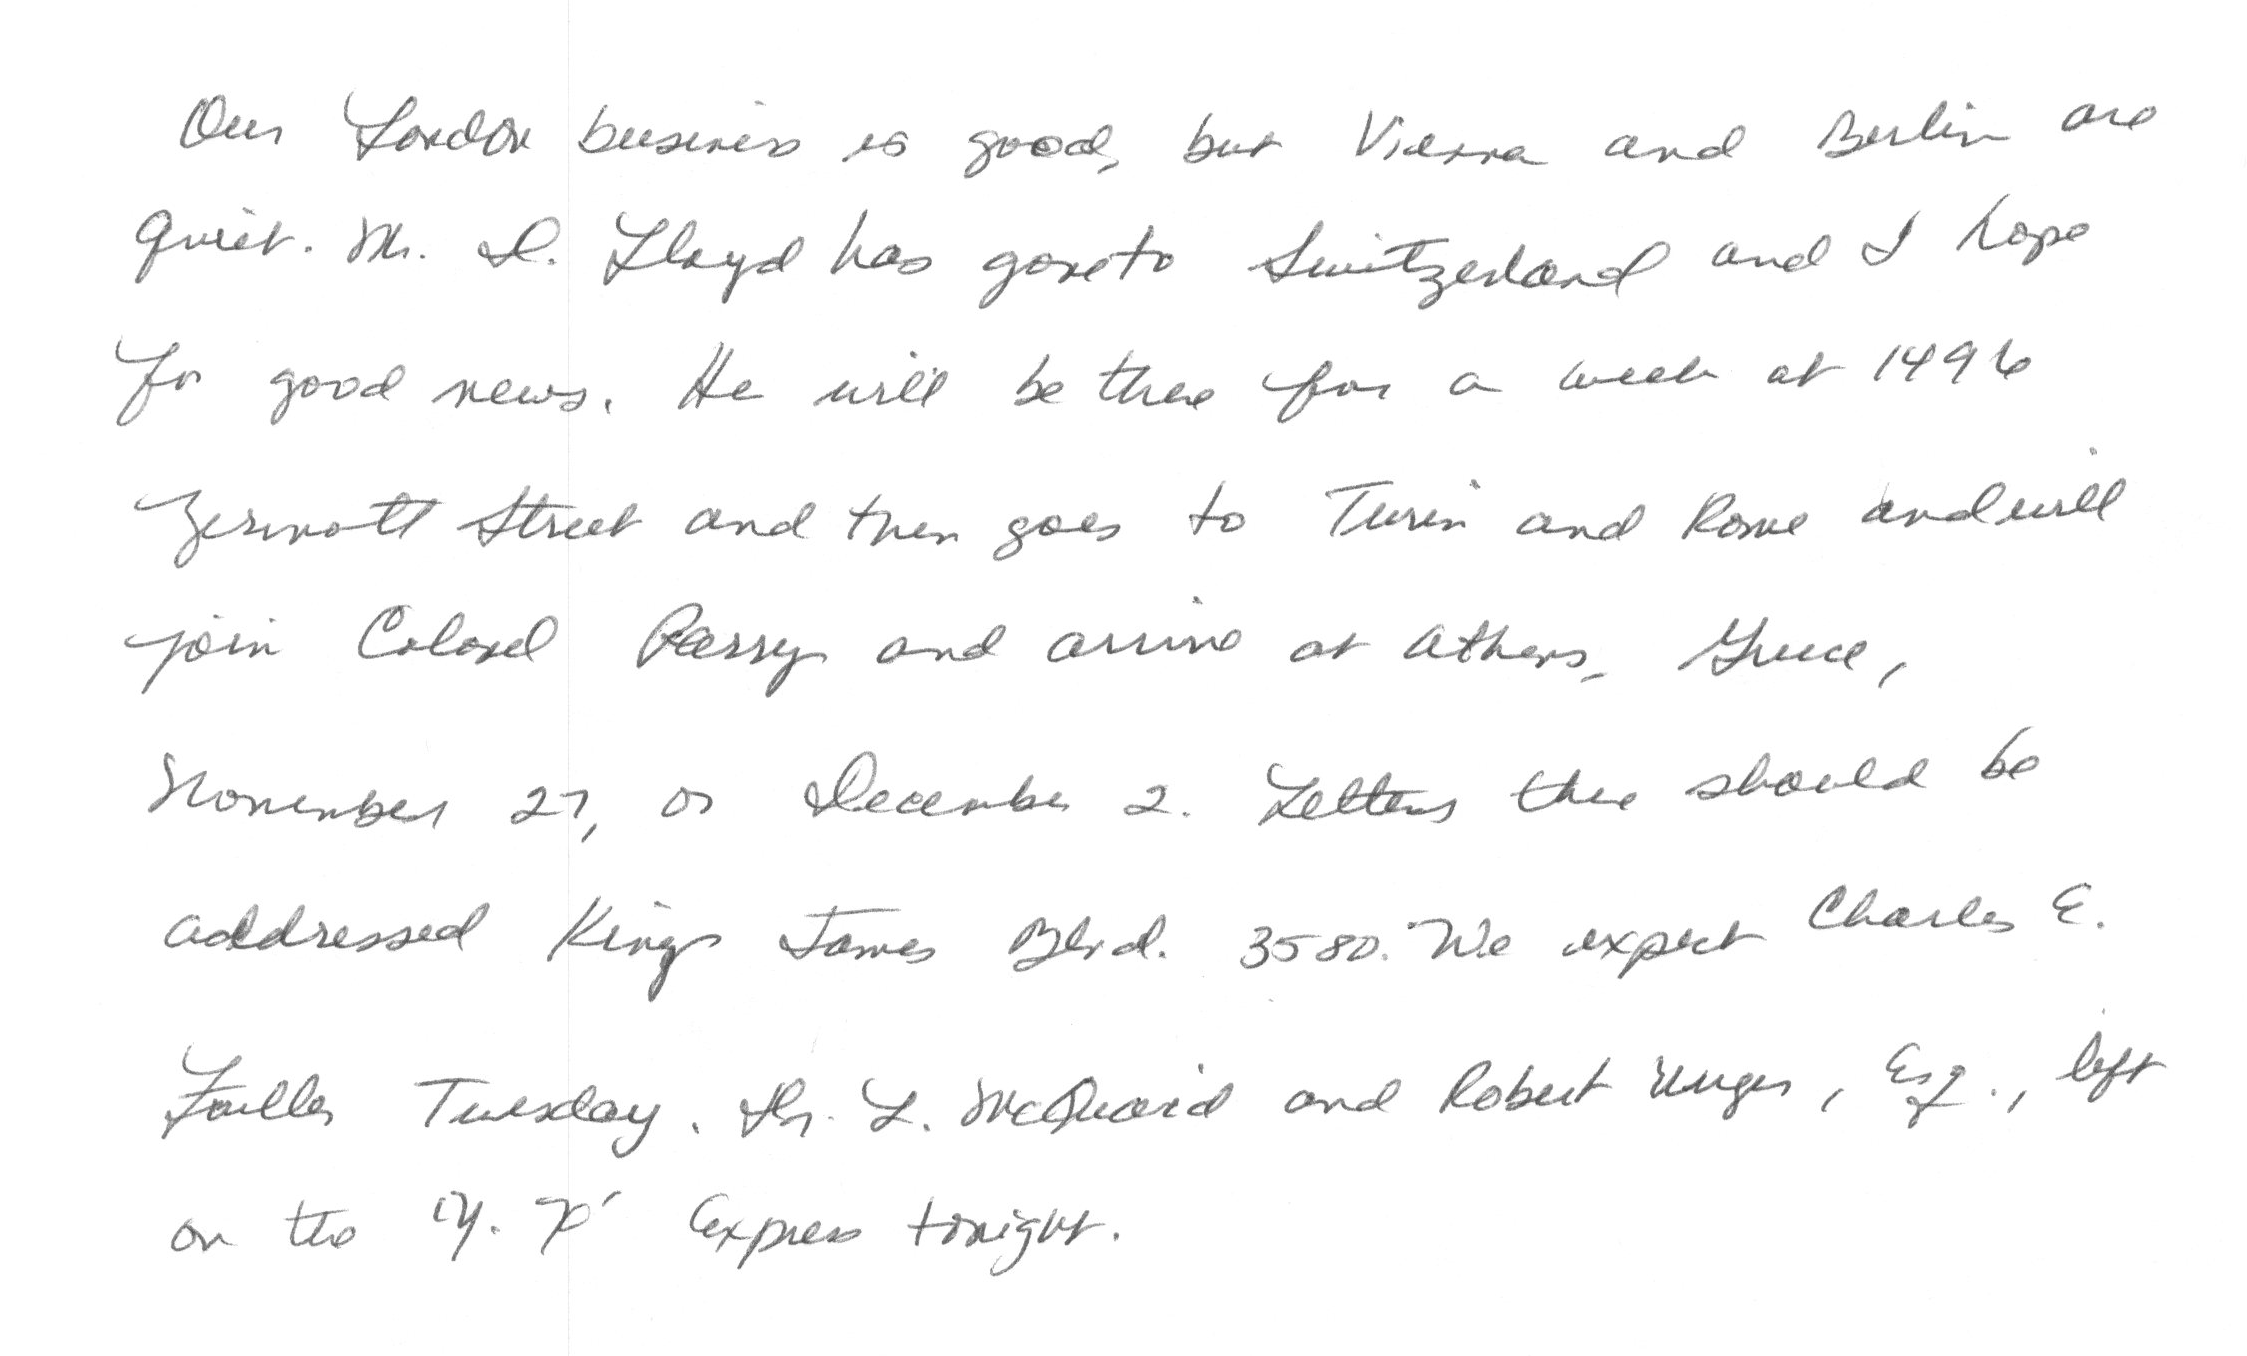 Our London business is good, but Vienna and Berlin are
quiet. Mr. D. Lloyd has gone to Switzerland and I hope
for good news. He will be there for a week at 1496
Zermott Street and then goes to Turin and Rome and will
join Colonel Parry and arrive at Athens, Greece,
November 27, or December 2. Letters there should be
addressed King James Blvd. 3580. We expect Charles E.
Fuller Tuesday. Dr. L. McQuaid and Robert Unger, Esq., left
on the 'Y. X' Express tonight.